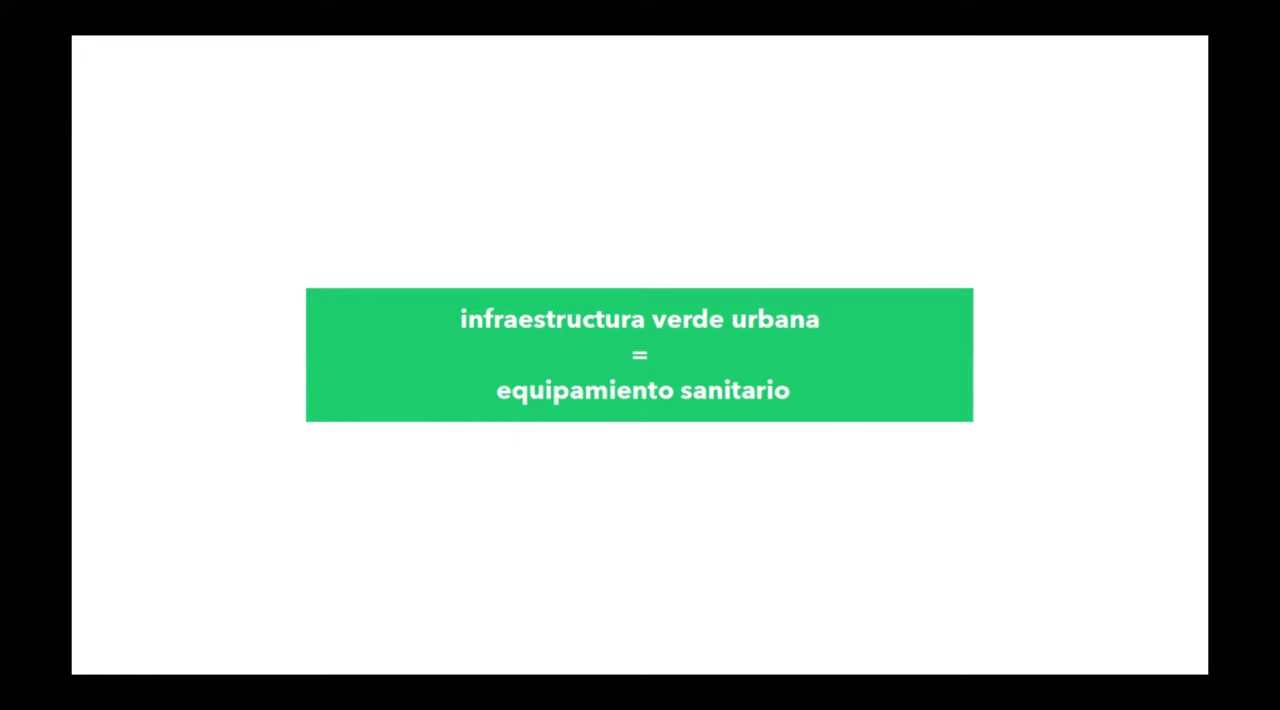 infraestructura verde urbana
=
equipamiento sanitario